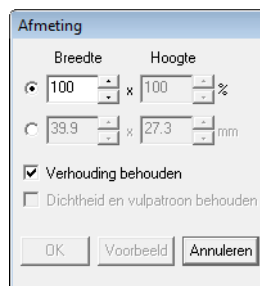 Afmeting
Breedte Hoogte
100 x 100 %
39.9 x 27.3 mm
Verhouding behouden
Dichtheid en vulpatroon behouden
OK Voorbeeld Annuleren